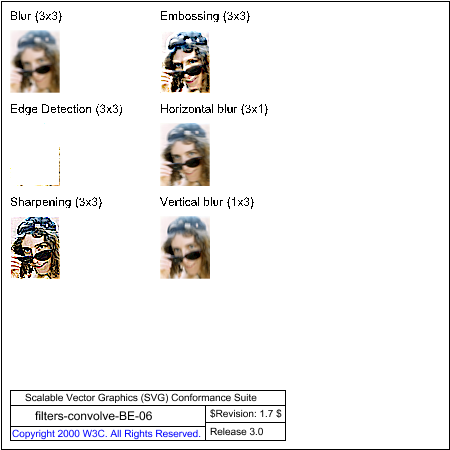 Blur (3x3)
Embossing (3x3)
Edge Detection (3x3)
Horizontal blur (3x1)
Sharpening (3x3)
Vertical blur (1x3)
Scalable Vector Graphics (SVG) Conformance Suite
filters-convolve-BE-06
$Revision: 1.7 $
Copyright 2000 W3C. All Rights Reserved.
Release 3.0